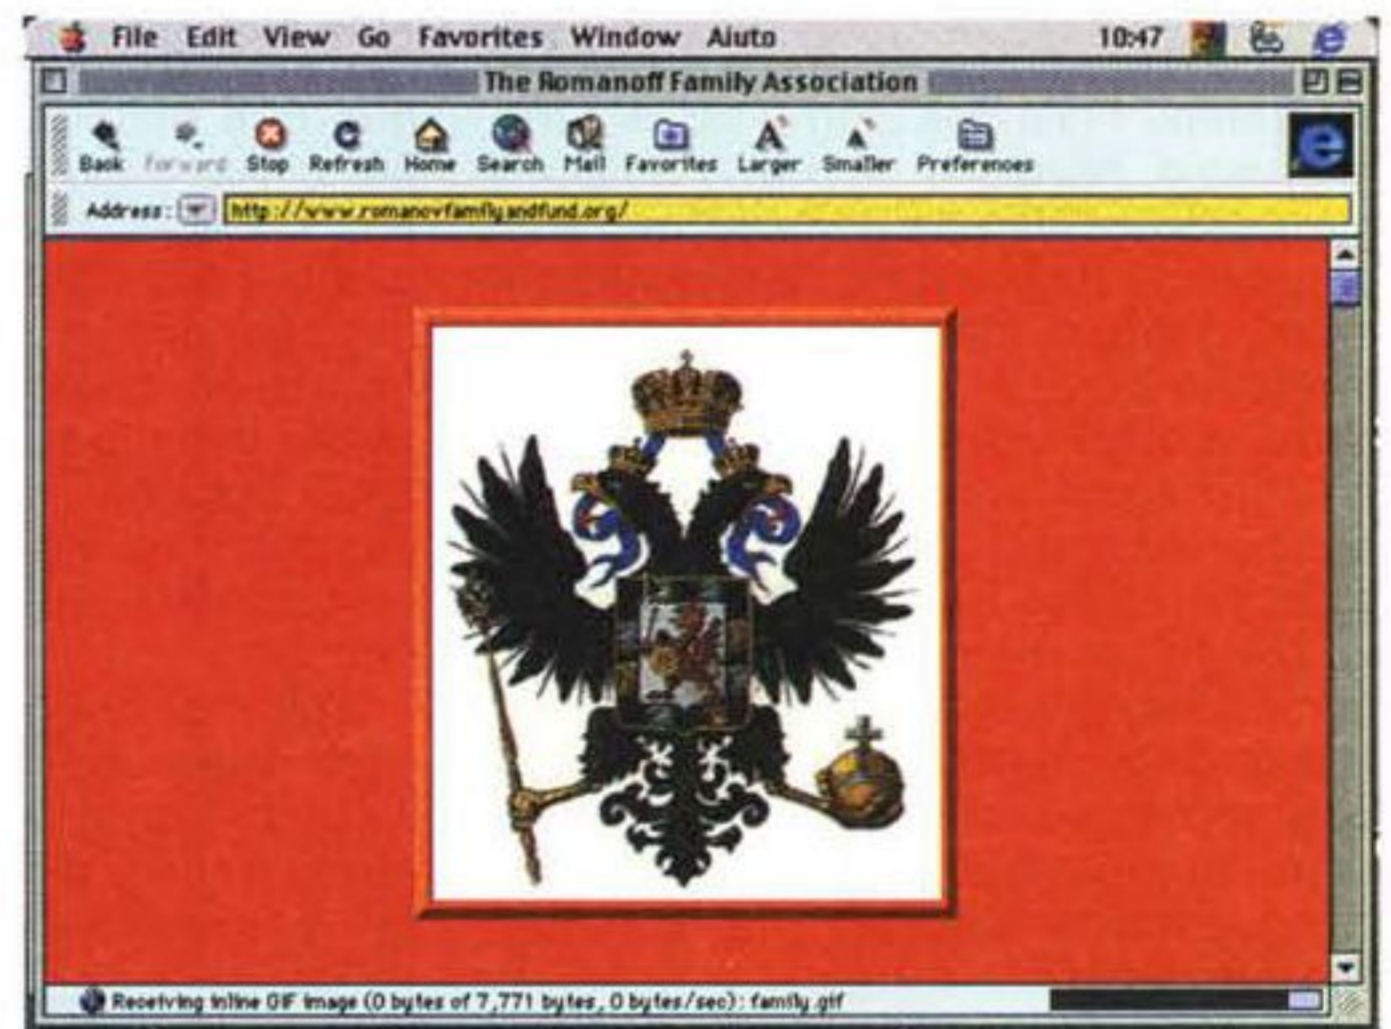 File Edit View Go Favorites Window Aiuto 10:47
The Romanoff Family Association
Back Forward Stop Refresh Home Search Mail Favorites Larger Smaller Preferences
Address: http://www.romanovfamilyandfund.org/
Receiving inline GIF image (0 bytes of 7,771 bytes, 0 bytes/sec): family.gif